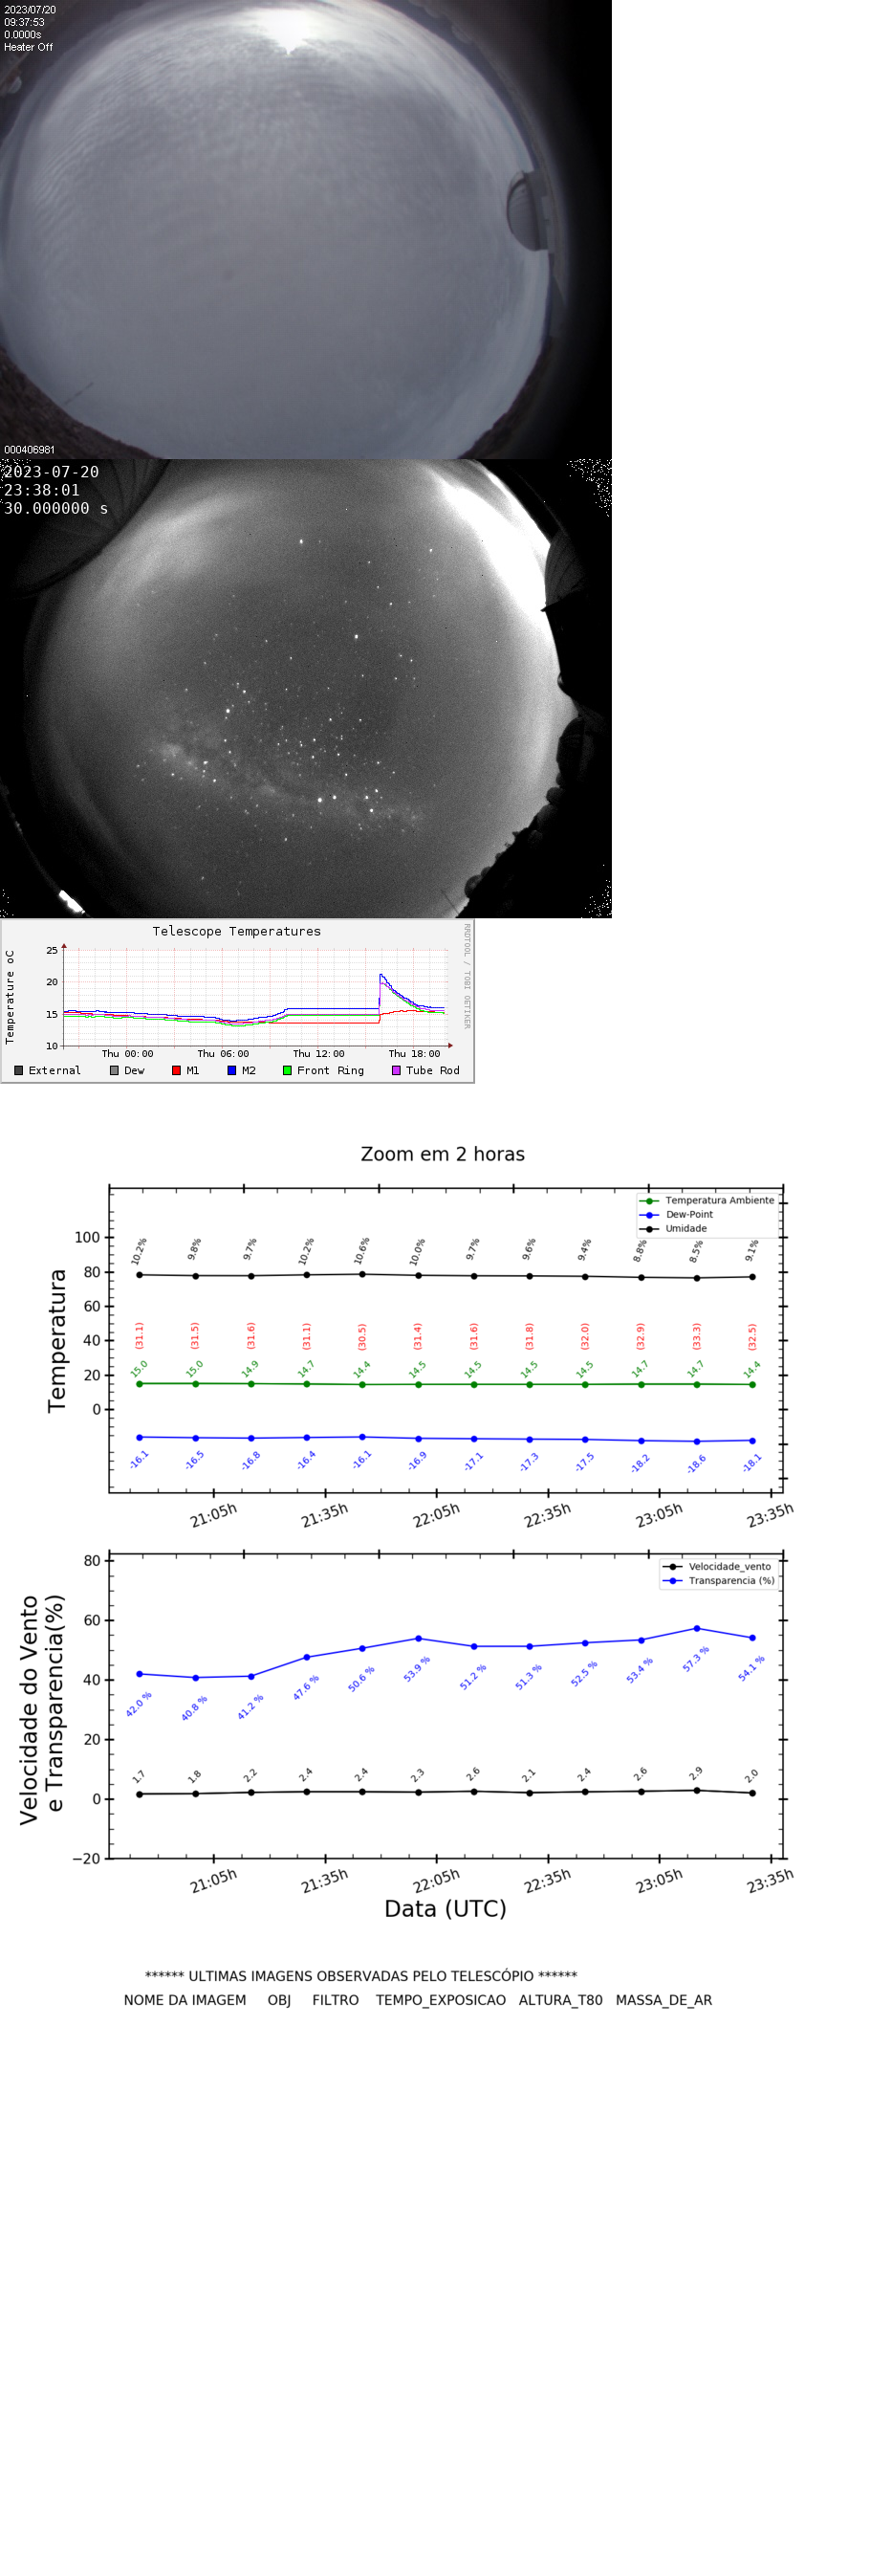 2023/07/20
09:37:53
0.0000s
Heater Off
000406981
2023-07-20
23:38:01
30.000000 s
Telescope Temperatures
RRDTOOL / TOBI OETIKER
Temperature oC
25
20
15
10
Thu 00:00 Thu 06:00 Thu 12:00 Thu 18:00
External Dew M1 M2 Front Ring Tube Rod
Zoom em 2 horas
Temperatura Ambiente
Dew-Point
Umidade
Temperatura
100
80
60
40
20
0
10.2% 9.8% 9.7% 10.2% 10.6% 10.0% 9.7% 9.6% 9.4% 8.8% 8.5% 9.1%
(31.1) (31.5) (31.6) (31.1) (30.5) (31.4) (31.6) (31.8) (32.0) (32.9) (33.3) (32.5)
15.0 15.0 14.9 14.7 14.4 14.5 14.5 14.5 14.5 14.7 14.7 14.4
-16.1 -16.5 -16.8 -16.4 -16.1 -16.9 -17.1 -17.3 -17.5 -18.2 -18.6 -18.1
21:05h 21:35h 22:05h 22:35h 23:05h 23:35h
Velocidade_vento
Transparencia (%)
Velocidade do Vento
e Transparencia(%)
80
60
40
20
0
−20
42.0 % 40.8 % 41.2 % 47.6 % 50.6 % 53.9 % 51.2 % 51.3 % 52.5 % 53.4 % 57.3 % 54.1 %
1.7 1.8 2.2 2.4 2.4 2.3 2.6 2.1 2.4 2.6 2.9 2.0
21:05h 21:35h 22:05h 22:35h 23:05h 23:35h
Data (UTC)
****** ULTIMAS IMAGENS OBSERVADAS PELO TELESCÓPIO ******
NOME DA IMAGEM OBJ FILTRO TEMPO_EXPOSICAO ALTURA_T80 MASSA_DE_AR